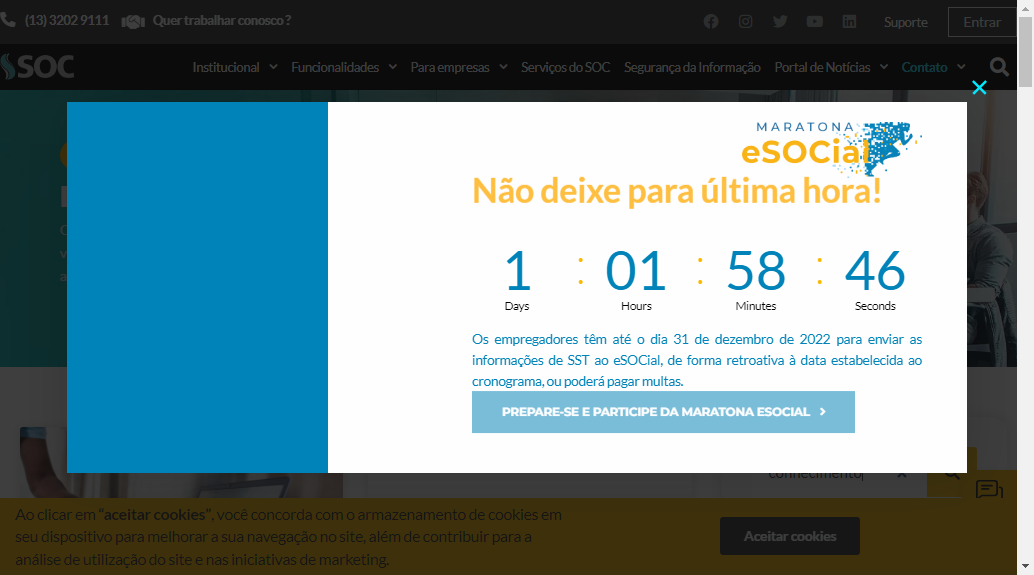 (13) 3202 9111 Quer trabalhar conosco ? Suporte Entrar
SOC Institucional Funcionalidades Para empresas Serviços do SOC Segurança da Informação Portal de Notícias Contato
MARATONA
eSOCial
Não deixe para última hora!
1 : 01 : 58 : 46
Days Hours Minutes Seconds
Os empregadores têm até o dia 31 de dezembro de 2022 para enviar as
informações de SST ao eSOCial, de forma retroativa à data estabelecida ao
cronograma, ou poderá pagar multas.
PREPARE-SE E PARTICIPE DA MARATONA ESOCIAL
conhecimento
Ao clicar em “aceitar cookies”, você concorda com o armazenamento de cookies em
seu dispositivo para melhorar a sua navegação no site, além de contribuir para a
análise de utilização do site e nas iniciativas de marketing.
Aceitar cookies